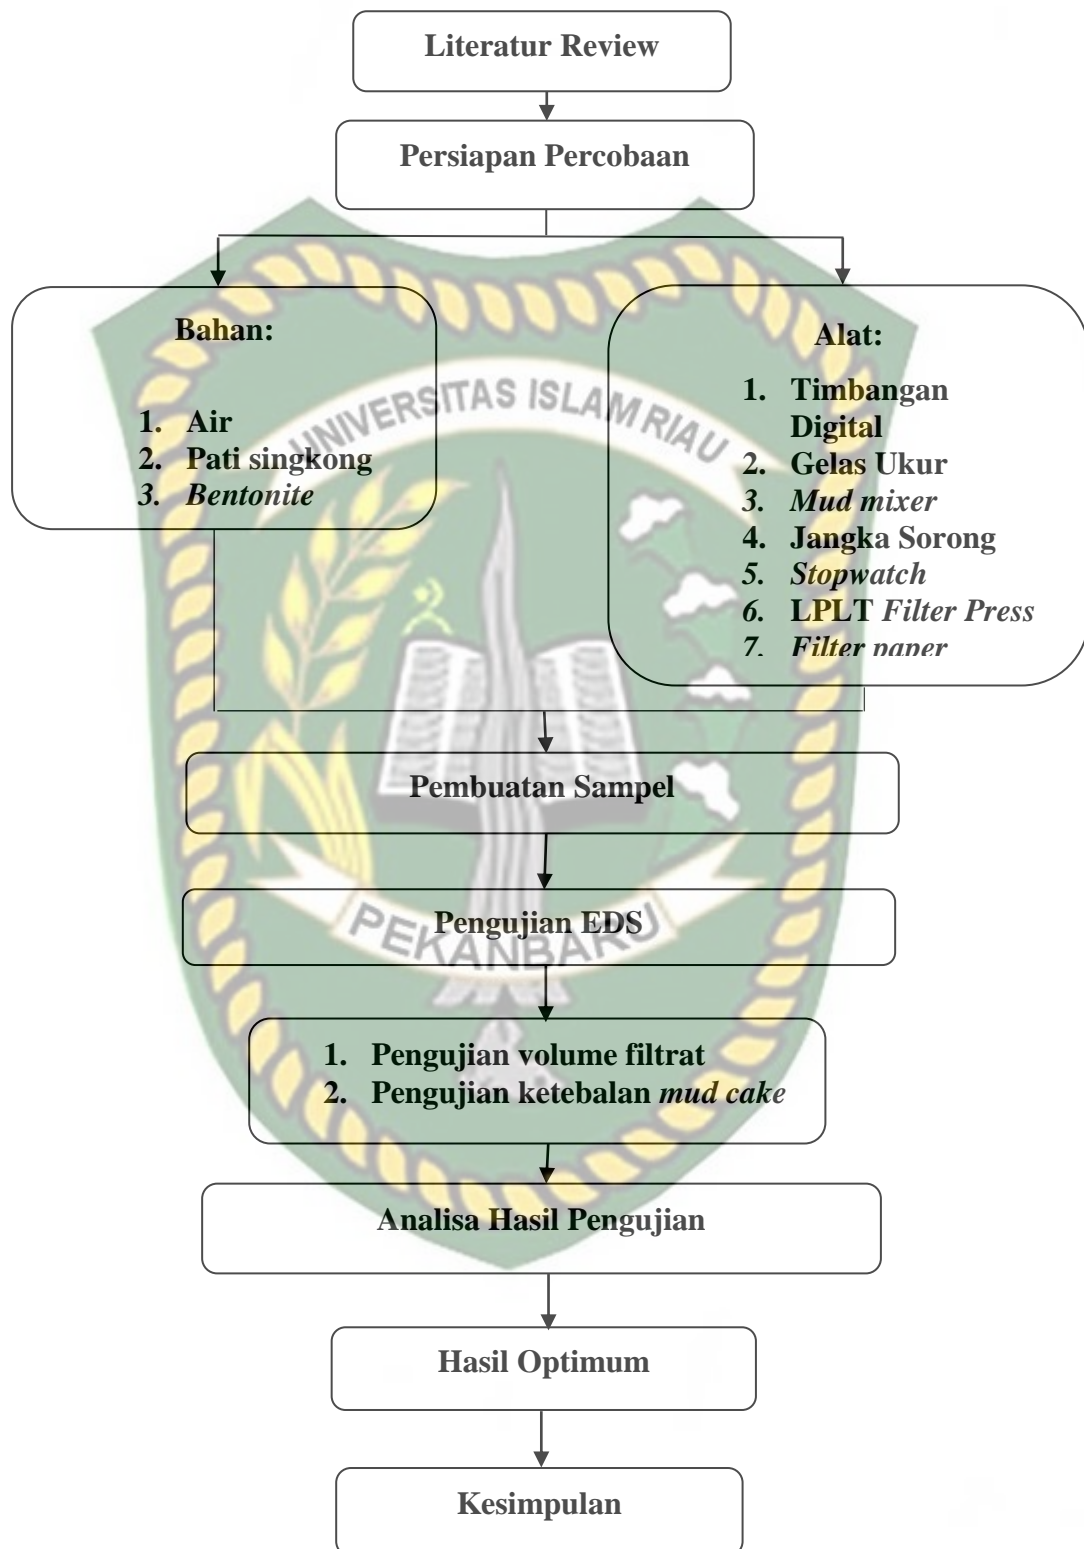 Literatur Review
Persiapan Percobaan
Bahan:
1. Air
2. Pati singkong
3. Bentonite
Alat:
1. Timbangan
Digital
2. Gelas Ukur
3. Mud mixer
4. Jangka Sorong
5. Stopwatch
6. LPLT Filter Press
7. Filter paper
UNIVERSITAS ISLAM RIAU
Pembuatan Sampel
Pengujian EDS
PEKANBARU
1. Pengujian volume filtrat
2. Pengujian ketebalan mud cake
Analisa Hasil Pengujian
Hasil Optimum
Kesimpulan